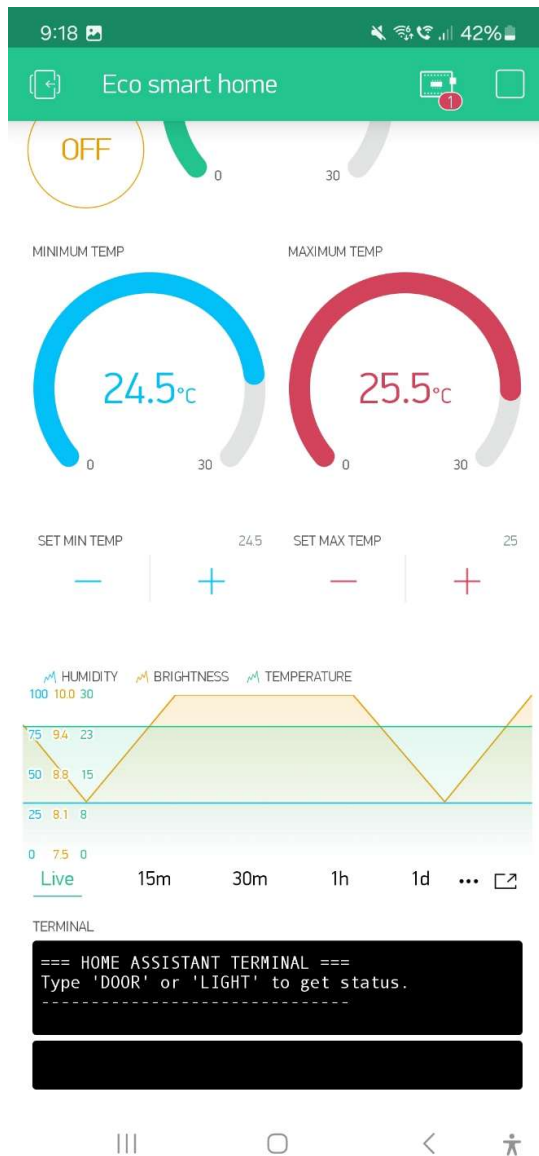 9:18 42%
Eco smart home
1
OFF
0 30
MINIMUM TEMP MAXIMUM TEMP
24.5°C 25.5°C
0 30 0 30
SET MIN TEMP 24.5 SET MAX TEMP 25
— + — +
HUMIDITY BRIGHTNESS TEMPERATURE
100 10.0 30
75 9.4 23
50 8.8 15
25 8.1 8
0 7.5 0
Live 15m 30m 1h 1d ...
TERMINAL
=== HOME ASSISTANT TERMINAL ===
Type 'DOOR' or 'LIGHT' to get status.
-------------------------------